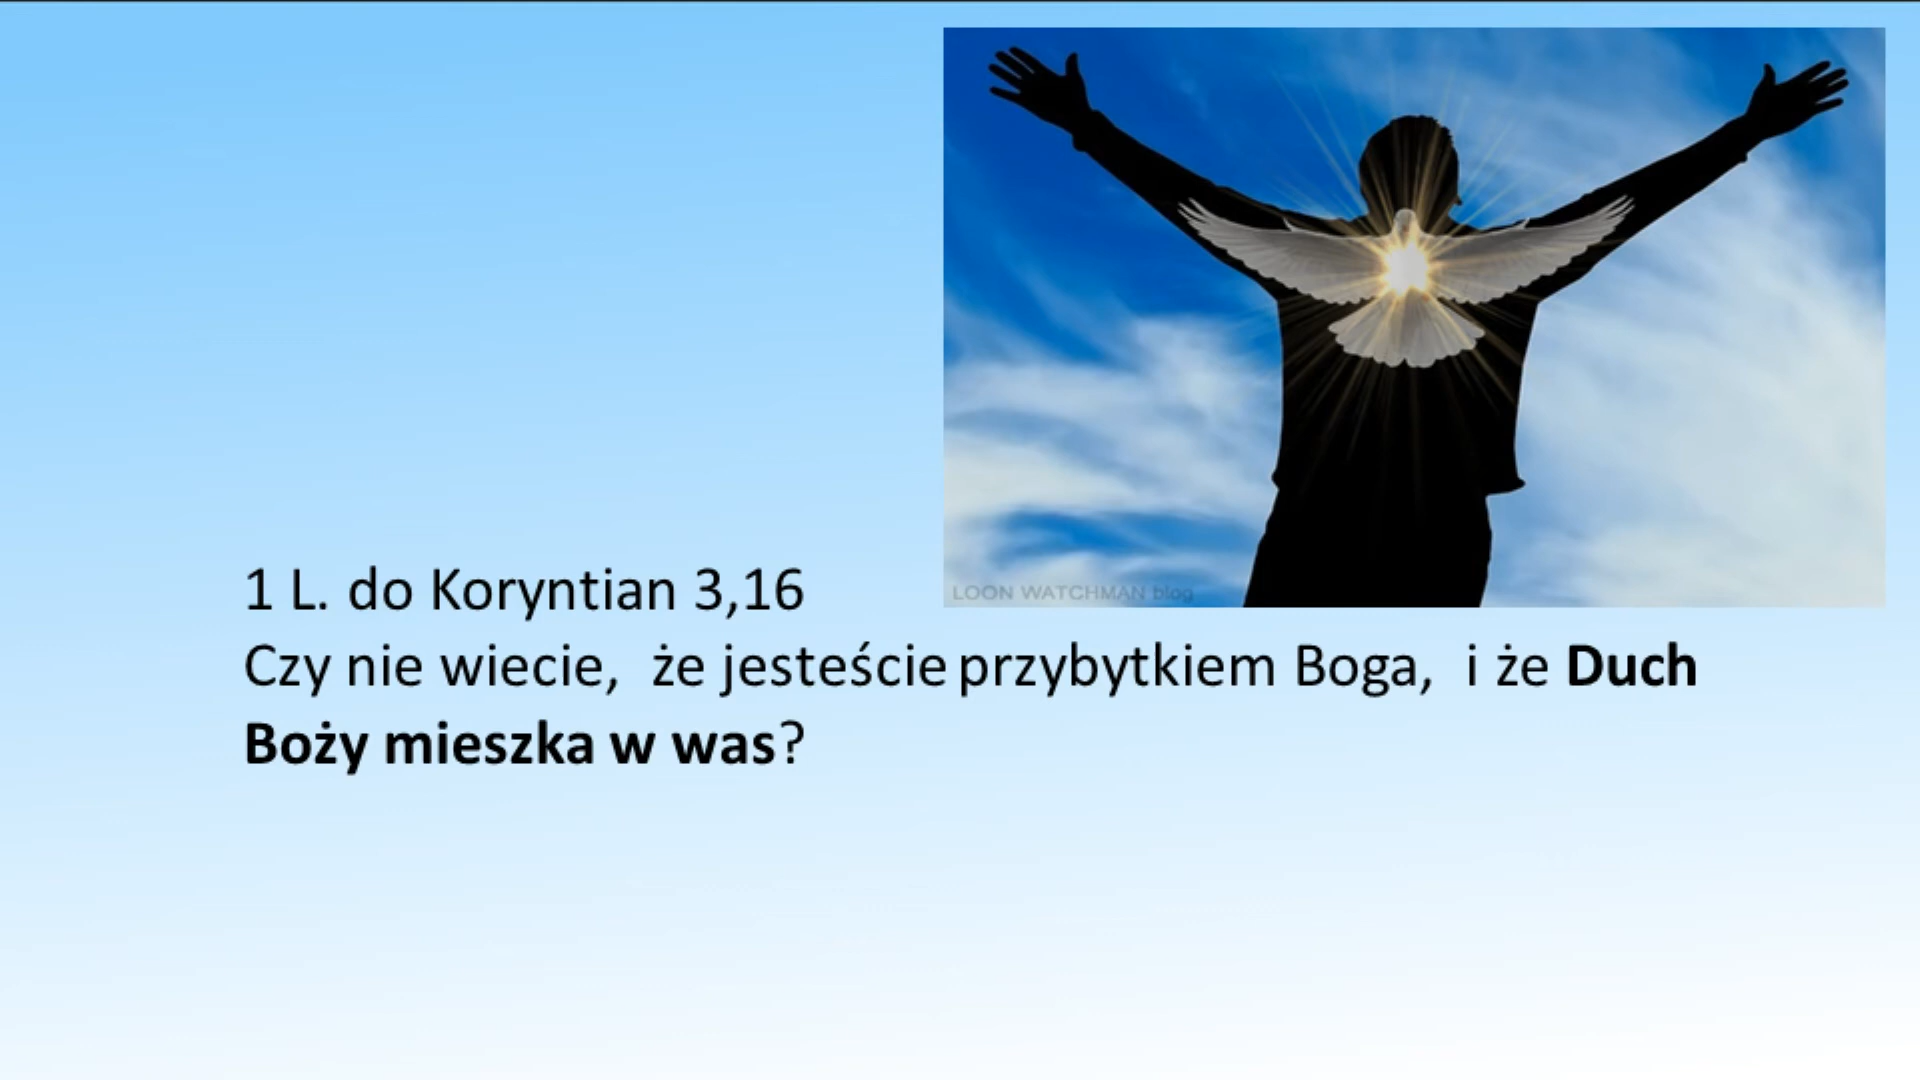 LOON WATCHMAN blog
1 L. do Koryntian 3,16
Czy nie wiecie, że jesteście przybytkiem Boga, i że Duch
Boży mieszka w was?